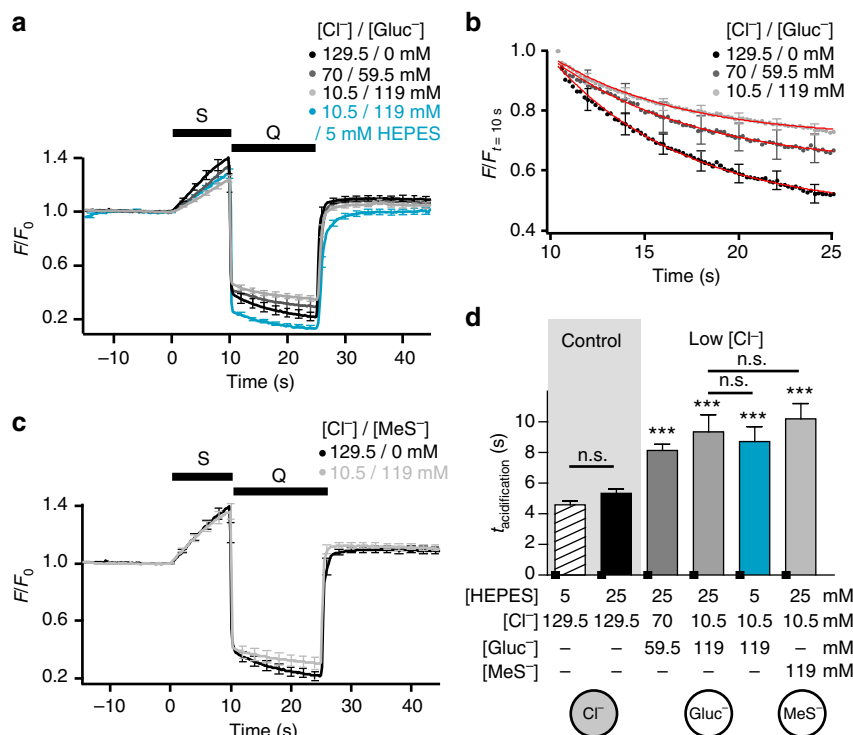 a
[Cl⁻] / [Gluc⁻]
129.5 / 0 mM
70 / 59.5 mM
10.5 / 119 mM
10.5 / 119 mM
/ 5 mM HEPES
S
Q
1.4
1.0
0.6
0.2
F/F₀
−10 0 10 20 30 40
Time (s)
b
[Cl⁻] / [Gluc⁻]
129.5 / 0 mM
70 / 59.5 mM
10.5 / 119 mM
1.0
0.8
0.6
0.4
F/Fₜ ₌ ₁₀ ₛ
10 15 20 25
Time (s)
c
[Cl⁻] / [MeS⁻]
129.5 / 0 mM
10.5 / 119 mM
S
Q
1.4
1.0
0.6
0.2
F/F₀
−10 0 10 20 30 40
Time (s)
d
Control
Low [Cl⁻]
n.s.
n.s.
n.s.
*** *** *** ***
10
8
6
4
2
0
t acidification (s)
[HEPES] 5 25 25 25 5 25 mM
[Cl⁻] 129.5 129.5 70 10.5 10.5 10.5 mM
[Gluc⁻] – – 59.5 119 119 – mM
[MeS⁻] – – – – – 119 mM
Cl⁻ Gluc⁻ MeS⁻